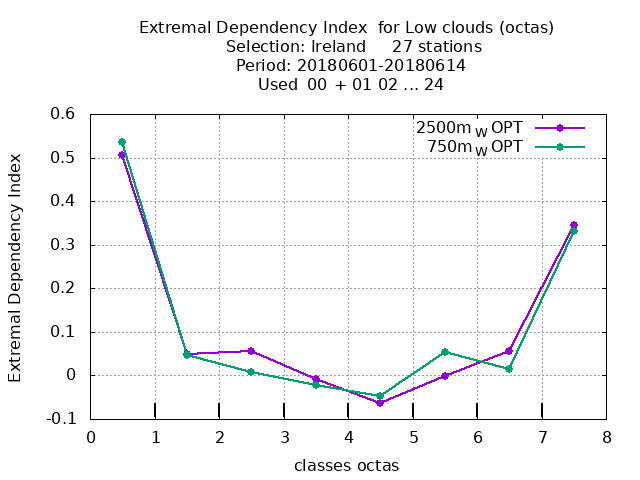 Extremal Dependency Index  for Low clouds (octas)
Selection: Ireland     27 stations
Period: 20180601-20180614
Used  00  + 01 02 ... 24
2500m W OPT
750m W OPT
Extremal Dependency Index
0.6
0.5
0.4
0.3
0.2
0.1
0
-0.1
0 1 2 3 4 5 6 7 8
classes octas